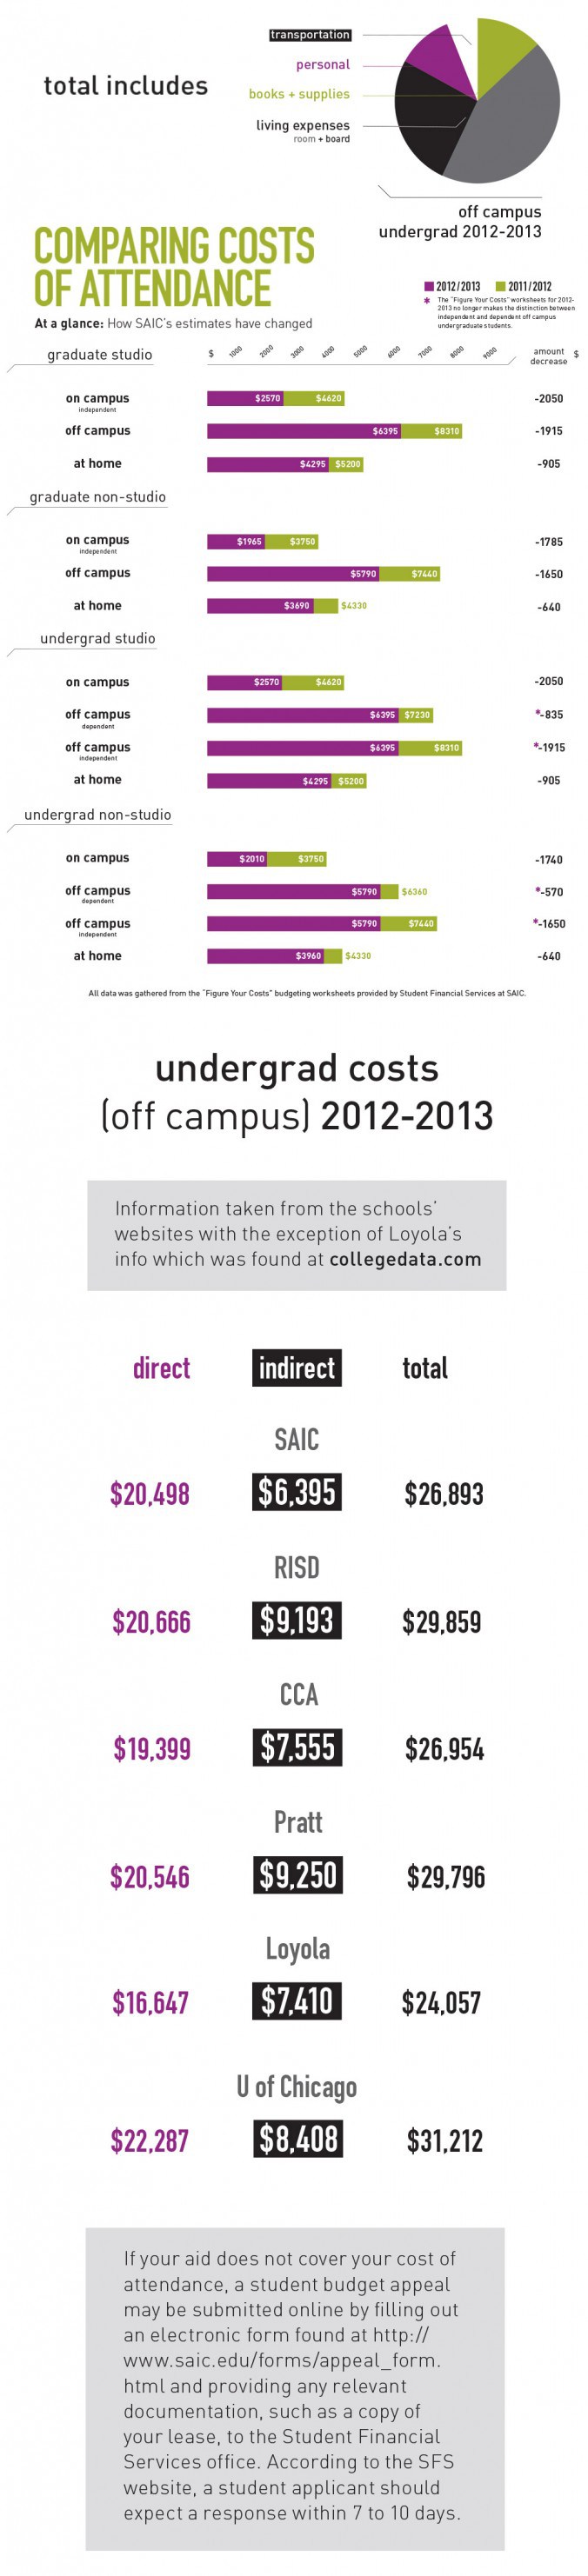 transportation
personal
total includes
books + supplies
living expenses
room + board
off campus
undergrad 2012-2013
COMPARING COSTS
OF ATTENDANCE
At a glance: How SAIC's estimates have changed
2012/2013 2011/2012
* The "Figure Your Costs" worksheets for 2012-
2013 no longer makes the distinction between
independent and dependent off campus
undergraduate students.
graduate studio
$ 1000 2000 3000 4000 5000 6000 7000 8000 9000
amount $
decrease
on campus $2570 $4620 -2050
independent
off campus $6395 $8310 -1915
at home $4295 $5200 -905
graduate non-studio
on campus $1965 $3750 -1785
independent
off campus $5790 $7440 -1650
at home $3690 $4330 -640
undergrad studio
on campus $2570 $4620 -2050
off campus $6395 $7230 *-835
dependent
off campus $6395 $8310 *-1915
independent
at home $4295 $5200 -905
undergrad non-studio
on campus $2010 $3750 -1740
off campus $5790 $6360 *-570
dependent
off campus $5790 $7440 *-1650
independent
at home $3960 $4330 -640
All data was gathered from the "Figure Your Costs" budgeting worksheets provided by Student Financial Services at SAIC.
undergrad costs
(off campus) 2012-2013
Information taken from the schools'
websites with the exception of Loyola's
info which was found at collegedata.com
direct indirect total
SAIC
$20,498 $6,395 $26,893
RISD
$20,666 $9,193 $29,859
CCA
$19,399 $7,555 $26,954
Pratt
$20,546 $9,250 $29,796
Loyola
$16,647 $7,410 $24,057
U of Chicago
$22,287 $8,408 $31,212
If your aid does not cover your cost of
attendance, a student budget appeal
may be submitted online by filling out
an electronic form found at http://
www.saic.edu/forms/appeal_form.
html and providing any relevant
documentation, such as a copy of
your lease, to the Student Financial
Services office. According to the SFS
website, a student applicant should
expect a response within 7 to 10 days.